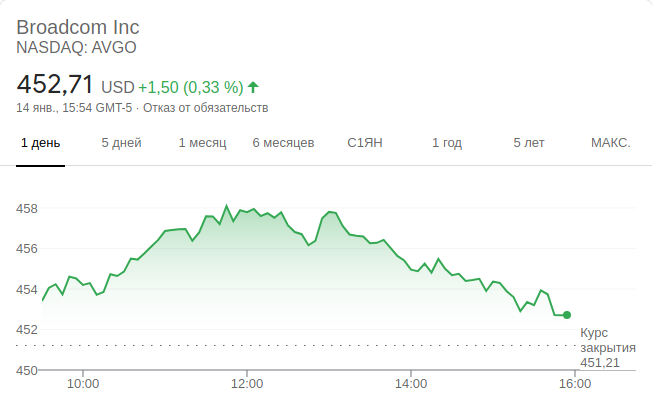 Broadcom Inc
NASDAQ: AVGO
452,71 USD +1,50 (0,33 %)
14 янв., 15:54 GMT-5 · Отказ от обязательств
1 день 5 дней 1 месяц 6 месяцев С1ЯН 1 год 5 лет МАКС.
458
456
454
452
Курс
закрытия
451,21
450
10:00 12:00 14:00 16:00